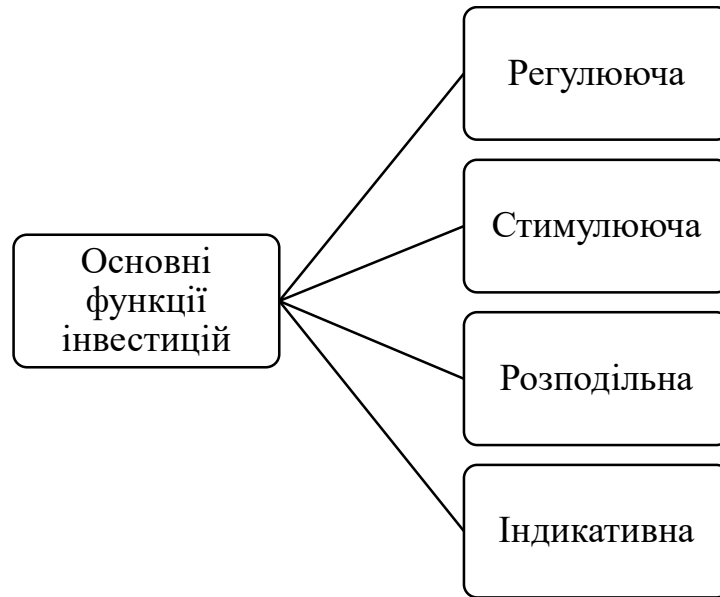 Основні
функції
інвестицій
Регулююча
Стимулююча
Розподільна
Індикативна